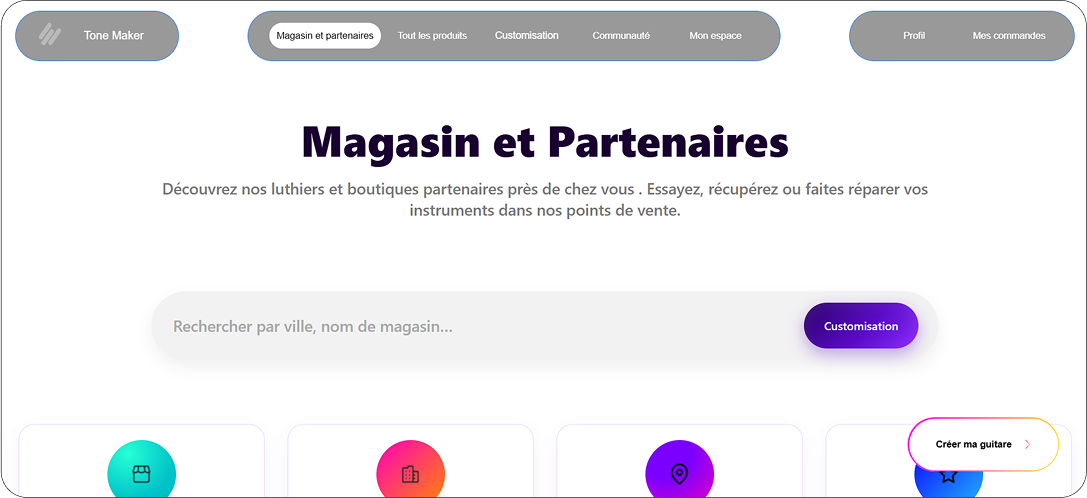 Tone Maker
Magasin et partenaires
Tout les produits
Customisation
Communauté
Mon espace
Profil
Mes commandes
Magasin et Partenaires
Découvrez nos luthiers et boutiques partenaires près de chez vous . Essayez, récupérez ou faites réparer vos
instruments dans nos points de vente.
Rechercher par ville, nom de magasin...
Customisation
Créer ma guitare